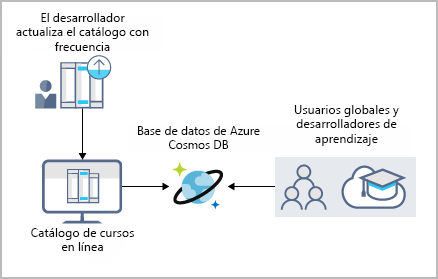 El desarrollador
actualiza el catálogo con
frecuencia
Base de datos de Azure
Cosmos DB
Usuarios globales y
desarrolladores de
aprendizaje
Catálogo de cursos
en línea